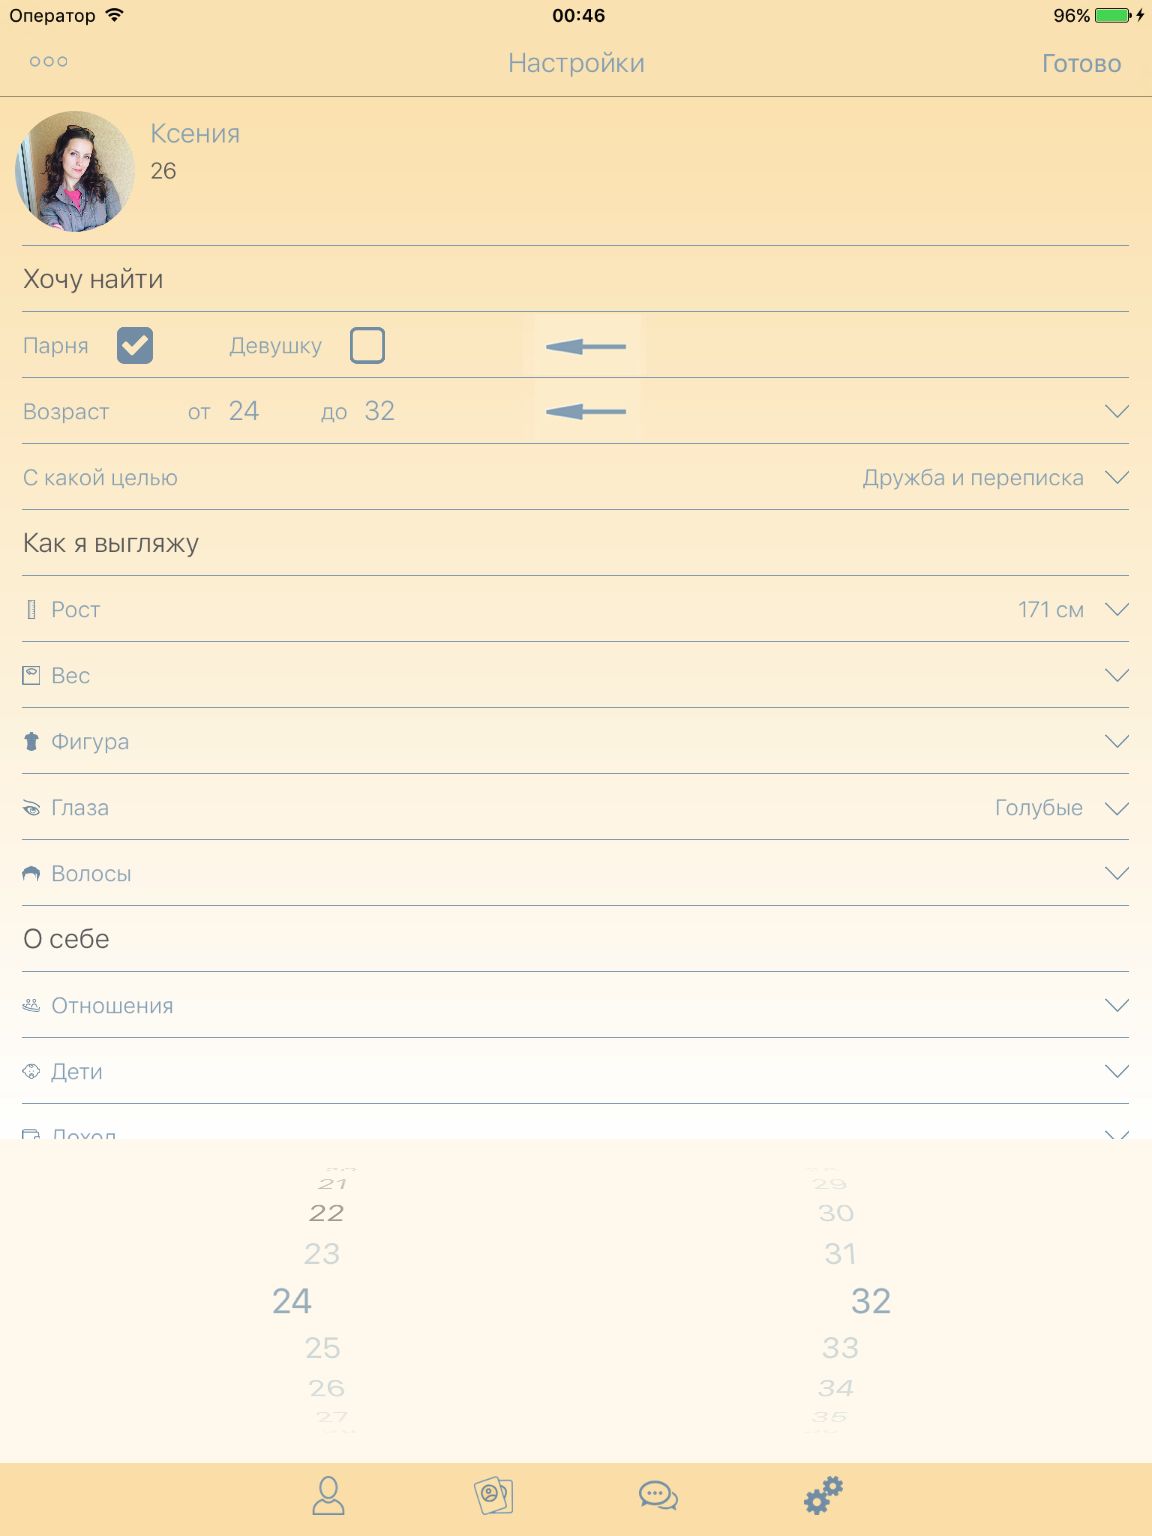 Оператор 00:46 96%
Настройки Готово
Ксения
26
Хочу найти
Парня Девушку
Возраст от 24 до 32
С какой целью Дружба и переписка
Как я выгляжу
Рост 171 см
Вес
Фигура
Глаза Голубые
Волосы
О себе
Отношения
Дети
Доход
21 29
22 30
23 31
24 32
25 33
26 34
27 35